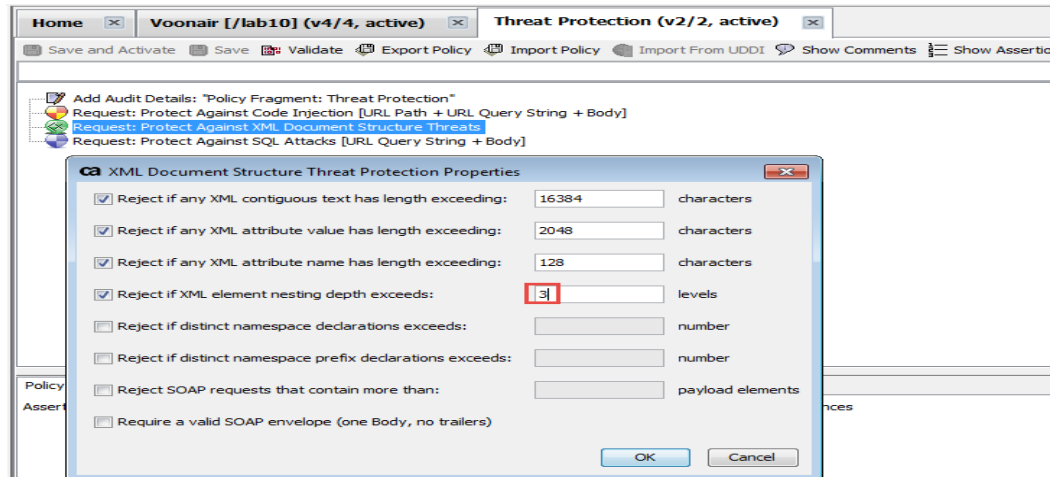 Home Voonair [/lab10] (v4/4, active) Threat Protection (v2/2, active)
Save and Activate Save Validate Export Policy Import Policy Import From UDDI Show Comments Show Assertio
Add Audit Details: "Policy Fragment: Threat Protection"
Request: Protect Against Code Injection [URL Path + URL Query String + Body]
Request: Protect Against XML Document Structure Threats
Request: Protect Against SQL Attacks [URL Query String + Body]
ca XML Document Structure Threat Protection Properties
Reject if any XML contiguous text has length exceeding: 16384 characters
Reject if any XML attribute value has length exceeding: 2048 characters
Reject if any XML attribute name has length exceeding: 128 characters
Reject if XML element nesting depth exceeds: 3 levels
Reject if distinct namespace declarations exceeds: number
Reject if distinct namespace prefix declarations exceeds: number
Policy
Reject SOAP requests that contain more than: payload elements
Assert nces
Require a valid SOAP envelope (one Body, no trailers)
OK Cancel